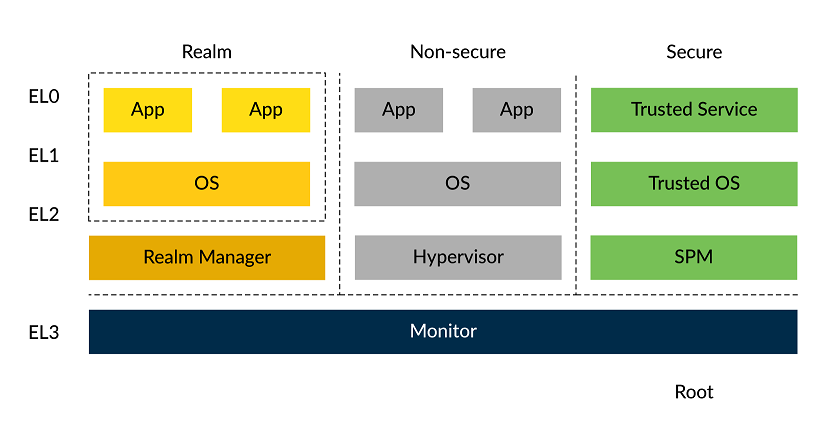 Realm Non-secure Secure
EL0 App App App App Trusted Service
EL1
OS OS Trusted OS
EL2
Realm Manager Hypervisor SPM
EL3 Monitor
Root